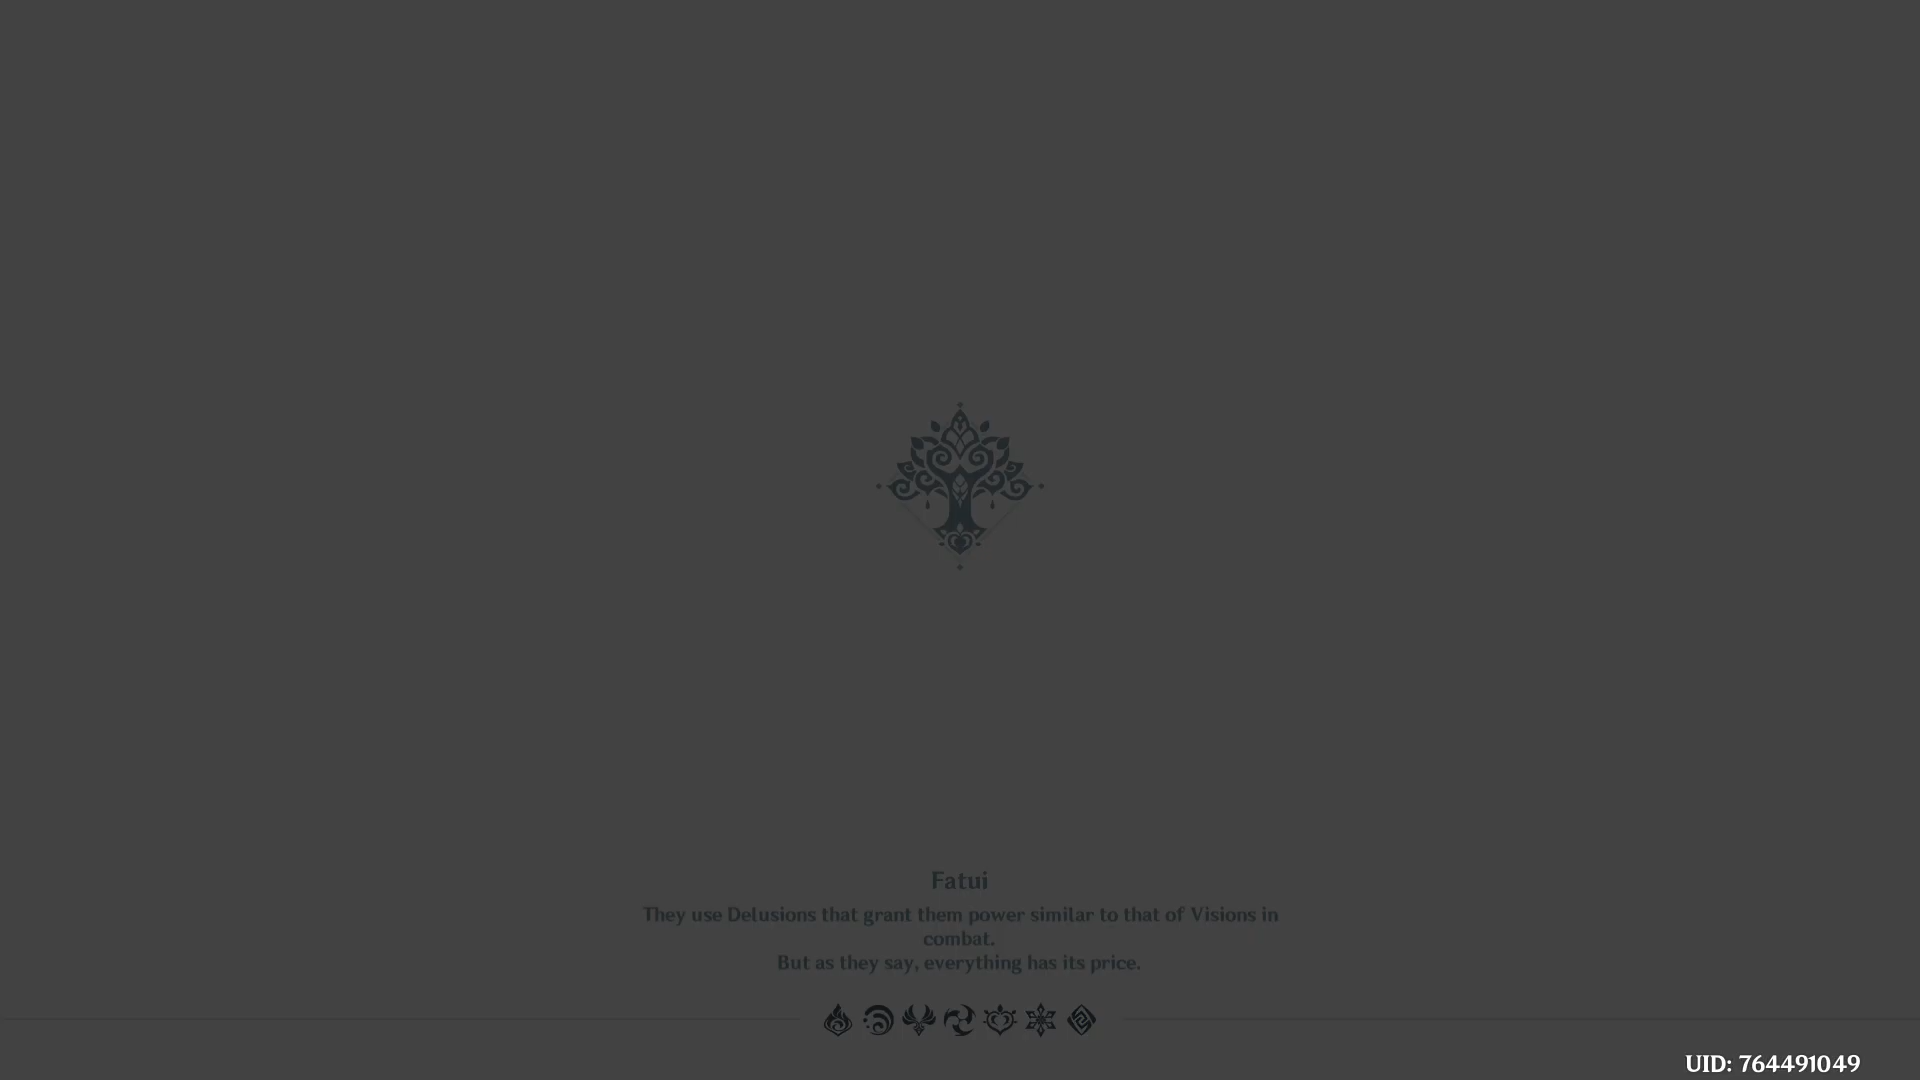 Fatui
They use Delusions that grant them power similar to that of Visions in
combat.
But as they say, everything has its price.
UID: 764491049